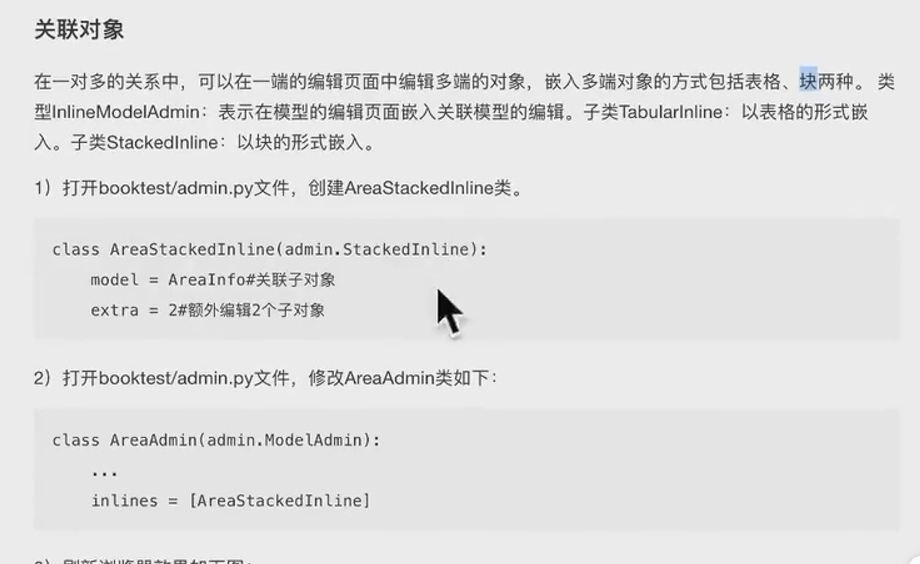 关联对象
在一对多的关系中，可以在一端的编辑页面中编辑多端的对象，嵌入多端对象的方式包括表格、块两种。 类
型InlineModelAdmin：表示在模型的编辑页面嵌入关联模型的编辑。子类TabularInline：以表格的形式嵌
入。子类StackedInline：以块的形式嵌入。
1）打开booktest/admin.py文件，创建AreaStackedInline类。
class AreaStackedInline(admin.StackedInline):
    model = AreaInfo#关联子对象
    extra = 2#额外编辑2个子对象
2）打开booktest/admin.py文件，修改AreaAdmin类如下：
class AreaAdmin(admin.ModelAdmin):
    ...
    inlines = [AreaStackedInline]